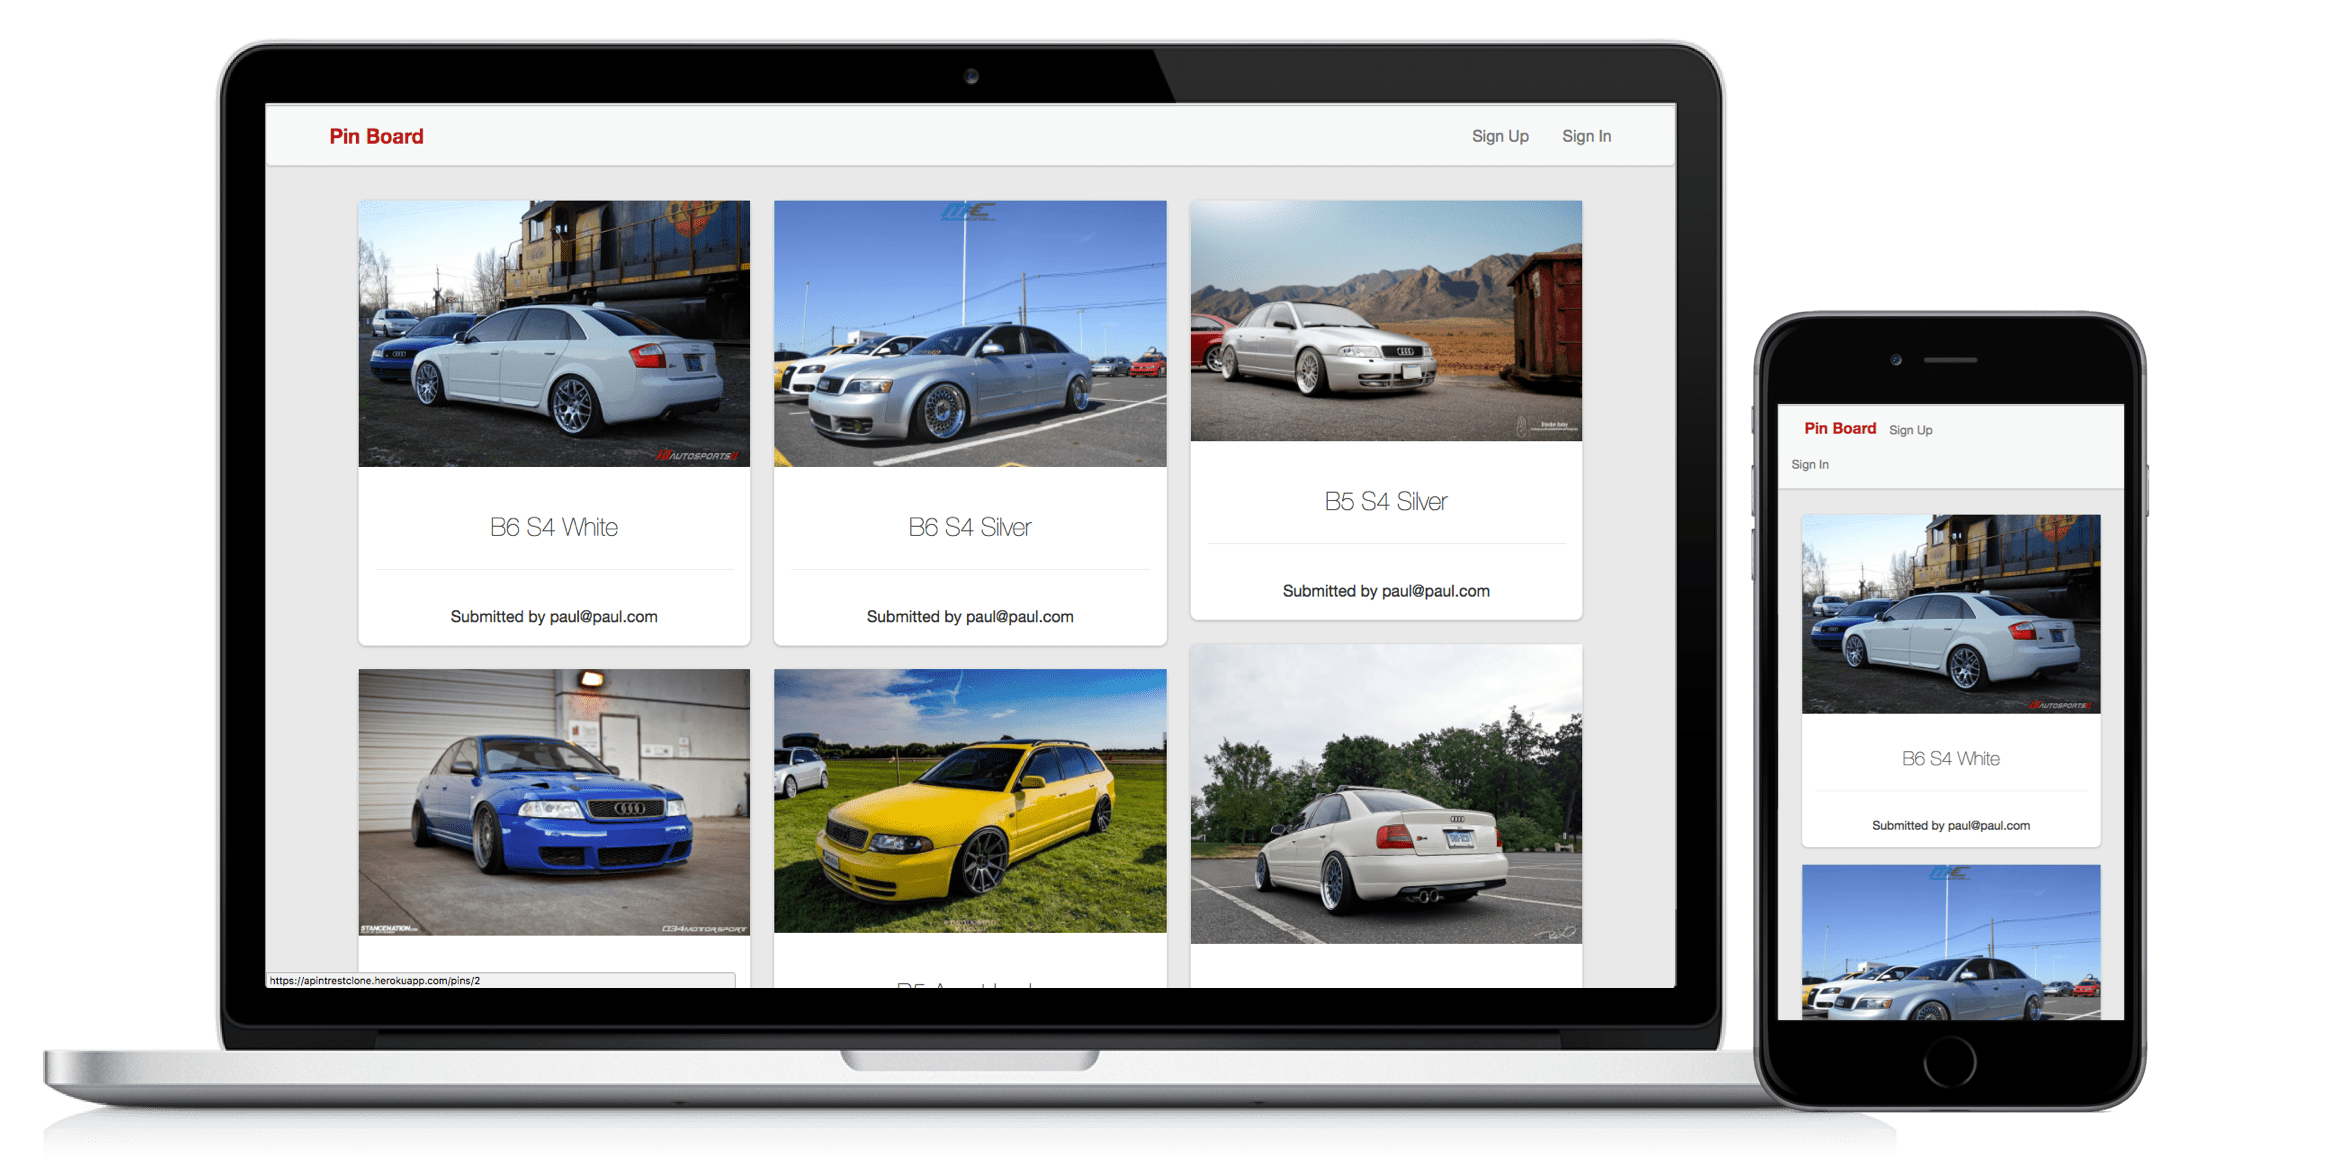 Pin Board
Sign Up
Sign In
AUTOSPORTS
B6 S4 White
Submitted by paul@paul.com
B6 S4 Silver
Submitted by paul@paul.com
B5 S4 Silver
Submitted by paul@paul.com
STANCENATION
034MOTORSPORT
https://apintrestclone.herokuapp.com/pins/2
Pin Board
Sign Up
Sign In
AUTOSPORTS
B6 S4 White
Submitted by paul@paul.com